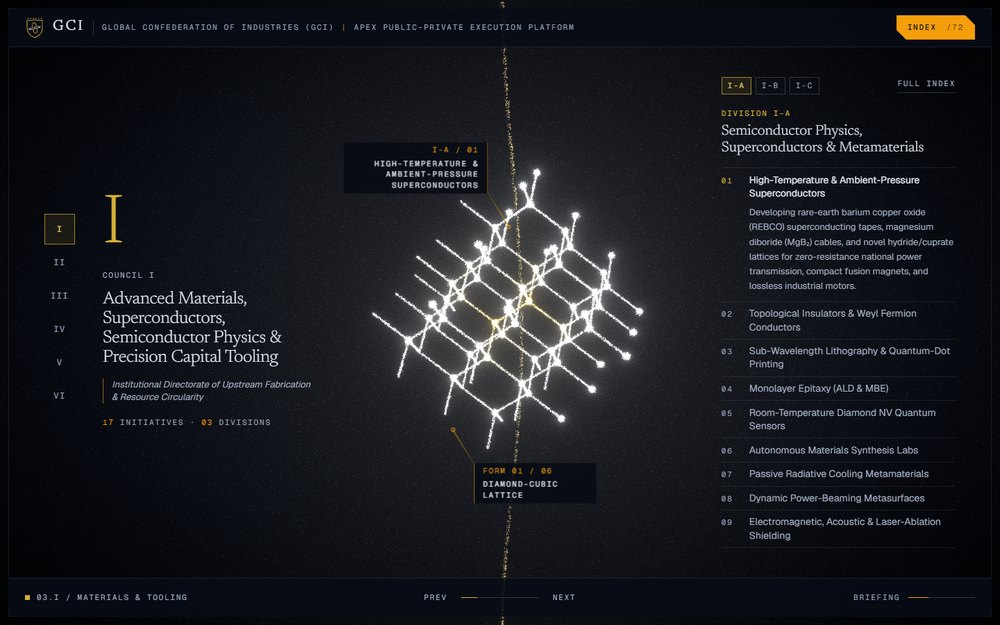 GCI
GLOBAL CONFEDERATION OF INDUSTRIES (GCI) | APEX PUBLIC-PRIVATE EXECUTION PLATFORM
INDEX /72
I
II
III
IV
V
VI
I
COUNCIL I
Advanced Materials,
Superconductors,
Semiconductor Physics &
Precision Capital Tooling
Institutional Directorate of Upstream Fabrication
& Resource Circularity
17 INITIATIVES · 03 DIVISIONS
I-A / 01
HIGH-TEMPERATURE &
AMBIENT-PRESSURE
SUPERCONDUCTORS
FORM 01 / 06
DIAMOND-CUBIC
LATTICE
I-A I-B I-C
FULL INDEX
DIVISION I-A
Semiconductor Physics,
Superconductors & Metamaterials
01 High-Temperature & Ambient-Pressure
Superconductors
Developing rare-earth barium copper oxide
(REBCO) superconducting tapes, magnesium
diboride (MgB₂) cables, and novel hydride/cuprate
lattices for zero-resistance national power
transmission, compact fusion magnets, and
lossless industrial motors.
02 Topological Insulators & Weyl Fermion
Conductors
03 Sub-Wavelength Lithography & Quantum-Dot
Printing
04 Monolayer Epitaxy (ALD & MBE)
05 Room-Temperature Diamond NV Quantum
Sensors
06 Autonomous Materials Synthesis Labs
07 Passive Radiative Cooling Metamaterials
08 Dynamic Power-Beaming Metasurfaces
09 Electromagnetic, Acoustic & Laser-Ablation
Shielding
03.I / MATERIALS & TOOLING
PREV
NEXT
BRIEFING